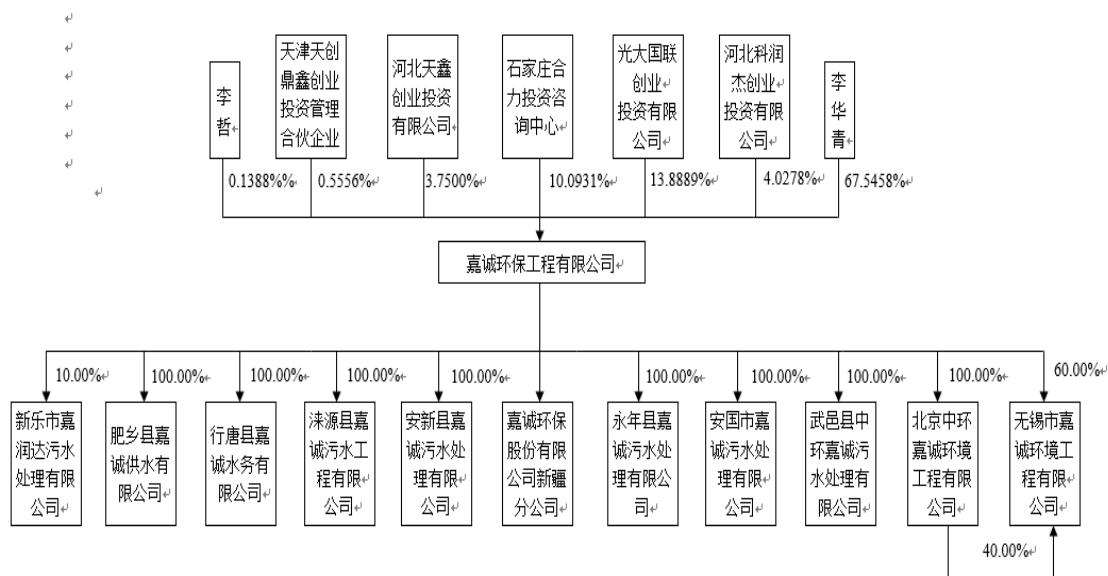 李
哲
天津天创
鼎鑫创业
投资管理
合伙企业
河北天鑫
创业投资
有限公司
石家庄合
力投资咨
询中心
光大国联
创业
投资有限
公司
河北科润
杰创业
投资有限
公司
李
华
青
0.1388%%
0.5556%
3.7500%
10.0931%
13.8889%
4.0278%
67.5458%
嘉诚环保工程有限公司
10.00%
100.00%
100.00%
100.00%
100.00%
100.00%
100.00%
100.00%
100.00%
60.00%
新乐市嘉
润达污水
处理有限
公司
肥乡县嘉
诚供水有
限公司
行唐县嘉
诚水务有
限公司
涞源县嘉
诚污水工
程有限公
司
安新县嘉
诚污水处
理有限
公司
嘉诚环保
股份有限
公司新疆
分公司
永年县嘉
诚污水处
理有限公
司
安国市嘉
诚污水处
理有限
公司
武邑县中
环嘉诚污
水处理有
限公司
北京中环
嘉诚环境
工程有限
公司
无锡市嘉
诚环境工
程有限
公司
40.00%